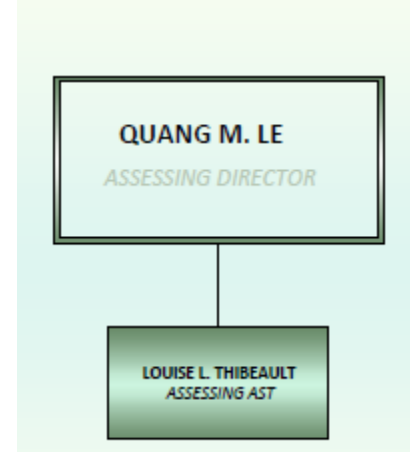 QUANG M. LE
ASSESSING DIRECTOR
LOUISE L. THIBEAULT
ASSESSING AST